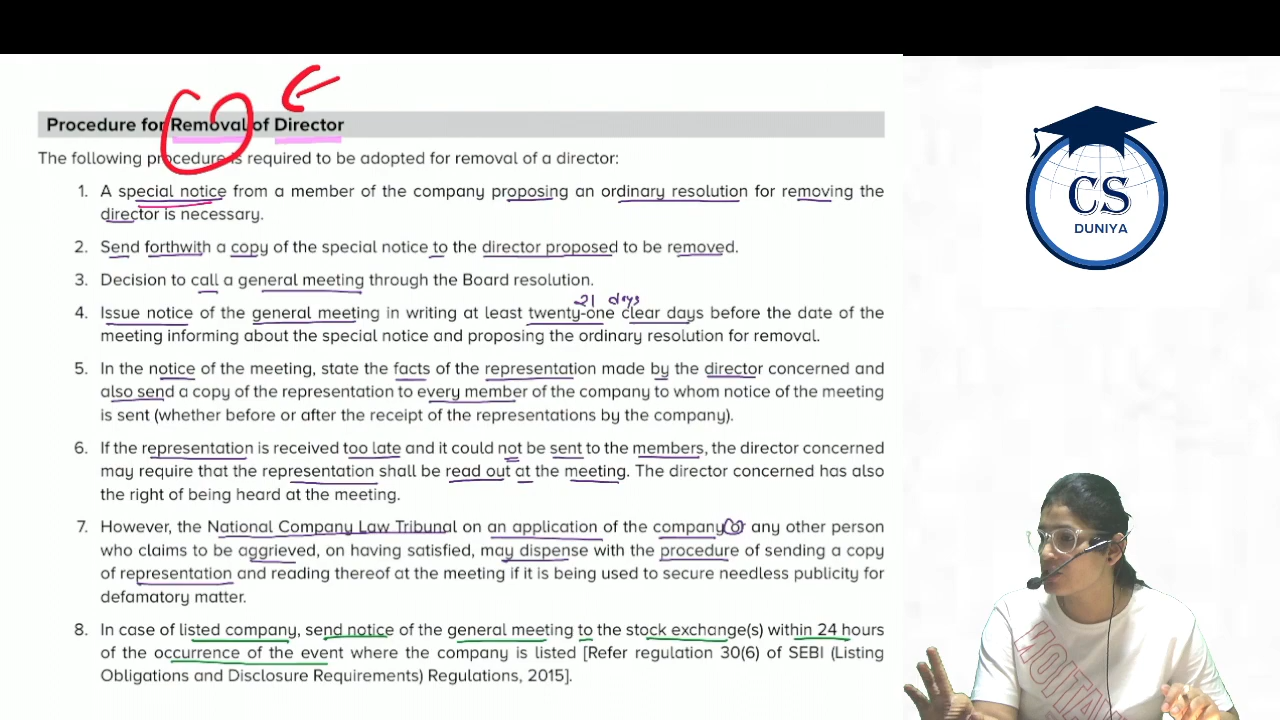 Procedure for Removal of Director
The following procedure is required to be adopted for removal of a director:
1. A special notice from a member of the company proposing an ordinary resolution for removing the
director is necessary.
2. Send forthwith a copy of the special notice to the director proposed to be removed.
3. Decision to call a general meeting through the Board resolution.
21 days
4. Issue notice of the general meeting in writing at least twenty-one clear days before the date of the
meeting informing about the special notice and proposing the ordinary resolution for removal.
5. In the notice of the meeting, state the facts of the representation made by the director concerned and
also send a copy of the representation to every member of the company to whom notice of the meeting
is sent (whether before or after the receipt of the representations by the company).
6. If the representation is received too late and it could not be sent to the members, the director concerned
may require that the representation shall be read out at the meeting. The director concerned has also
the right of being heard at the meeting.
7. However, the National Company Law Tribunal on an application of the company or any other person
who claims to be aggrieved, on having satisfied, may dispense with the procedure of sending a copy
of representation and reading thereof at the meeting if it is being used to secure needless publicity for
defamatory matter.
8. In case of listed company, send notice of the general meeting to the stock exchange(s) within 24 hours
of the occurrence of the event where the company is listed [Refer regulation 30(6) of SEBI (Listing
Obligations and Disclosure Requirements) Regulations, 2015].
CS
DUNIYA